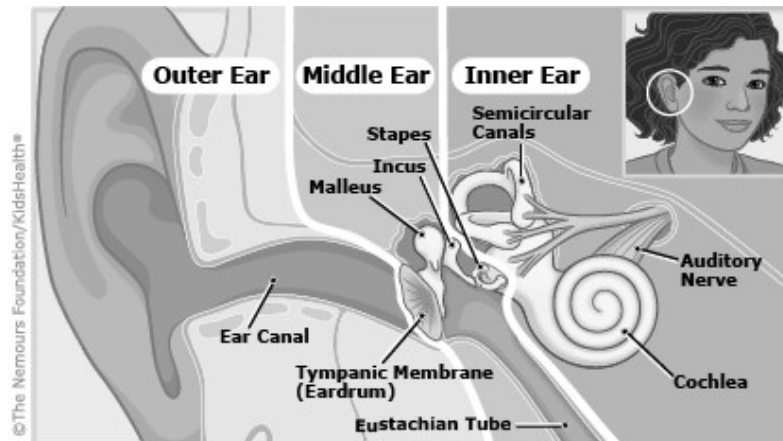 Outer Ear
Middle Ear
Inner Ear
Semicircular
Canals
Stapes
Incus
Malleus
Auditory
Nerve
Ear Canal
Tympanic Membrane
(Eardrum)
Cochlea
Eustachian Tube
©The Nemours Foundation/KidsHealth®